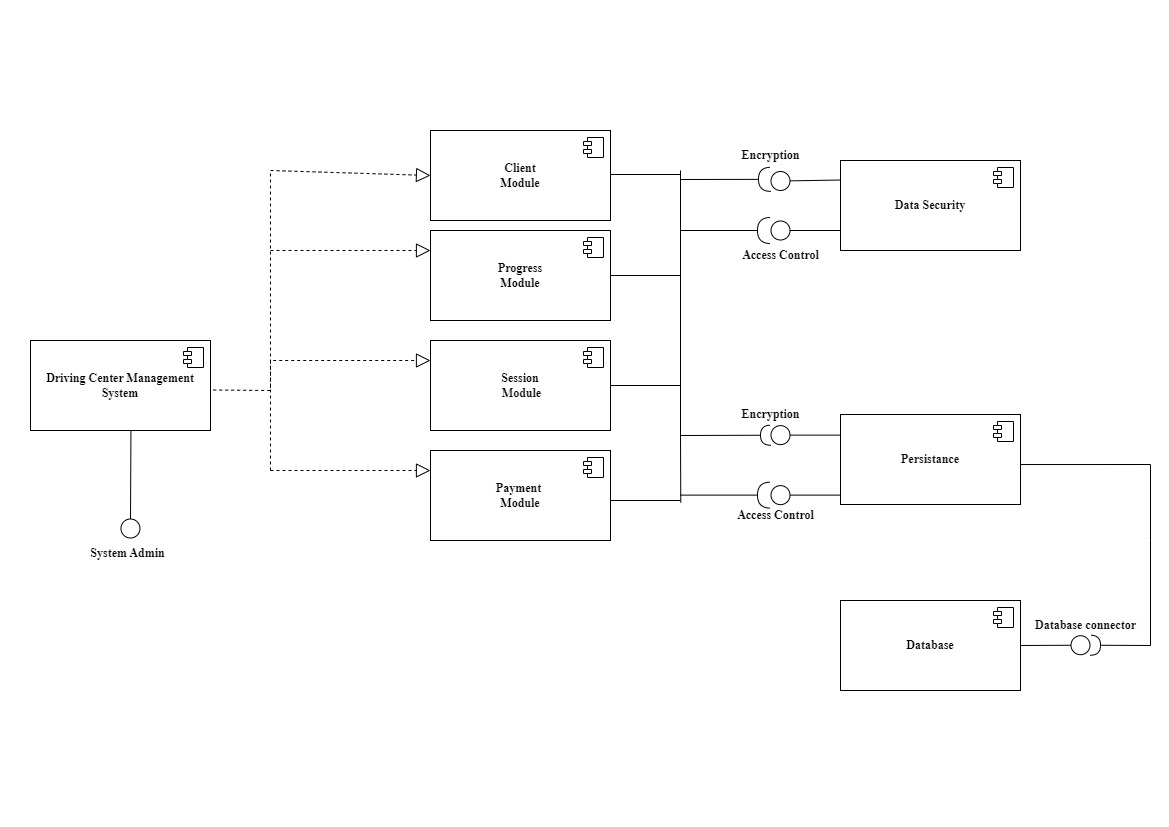 Encryption
Client
Module
Data Security
Access Control
Progress
Module
Driving Center Management
System
Session
Module
Encryption
Persistance
Payment
Module
Access Control
System Admin
Database connector
Database